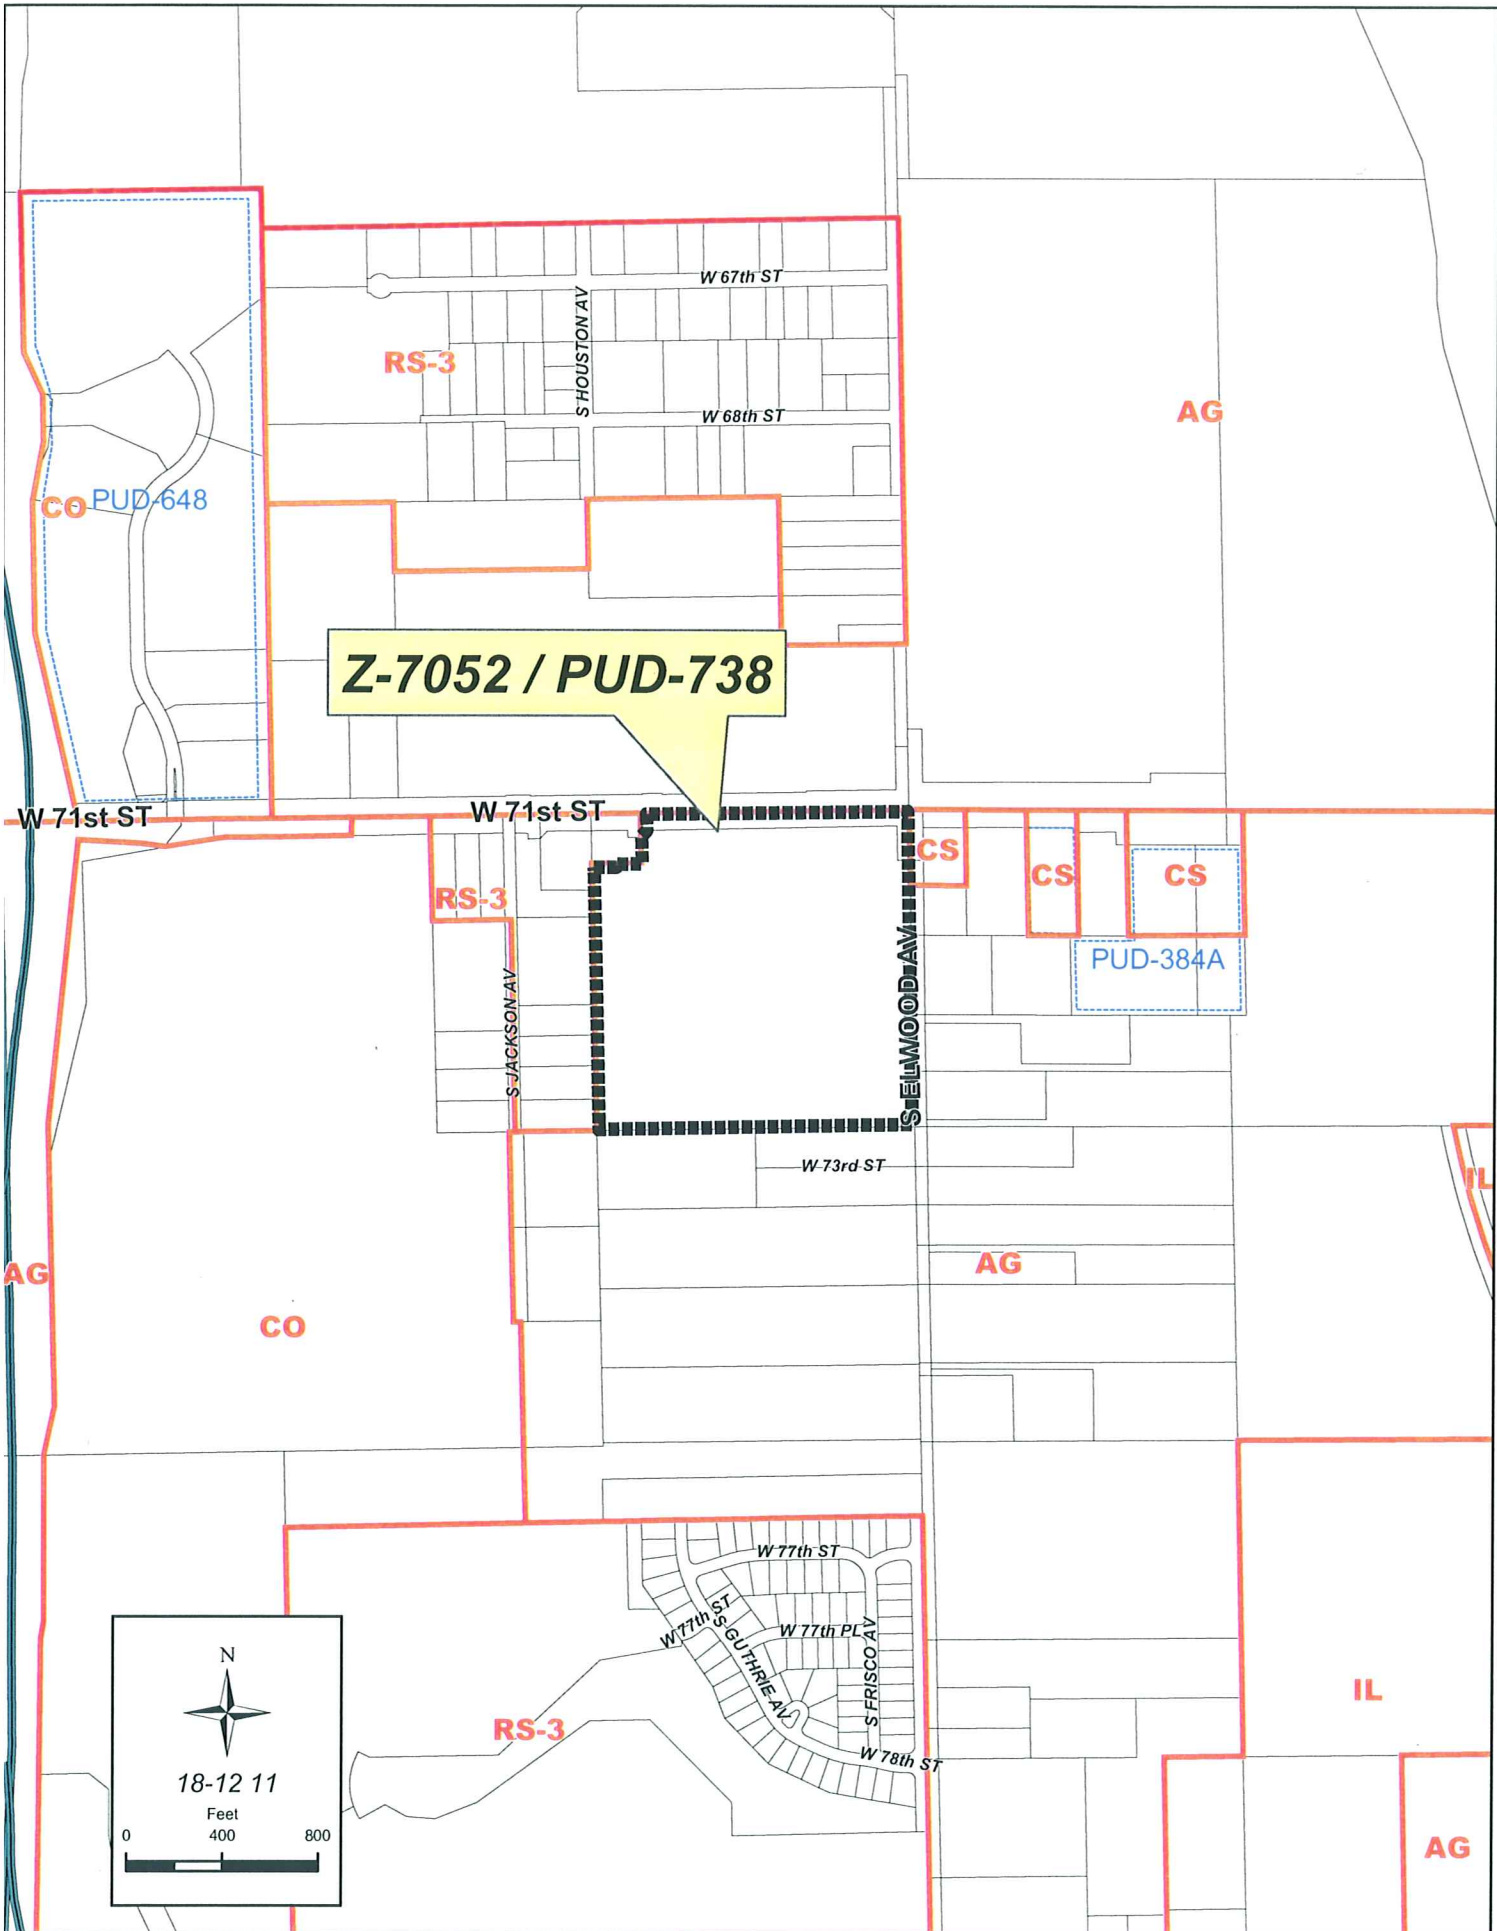 W 67th ST
S HOUSTON AV
RS-3
W 68th ST
AG
CO
PUD-648
Z-7052 / PUD-738
W 71st ST
W 71st ST
CS
CS
CS
RS-3
PUD-384A
S JACKSON AV
S ELWOOD AV
W 73rd ST
IL
AG
AG
CO
W 77th ST
W 77th ST
S GUTHRIE AV
W 77th PL
S FRISCO AV
W 78th ST
RS-3
IL
AG
N
18-12 11
Feet
0 400 800